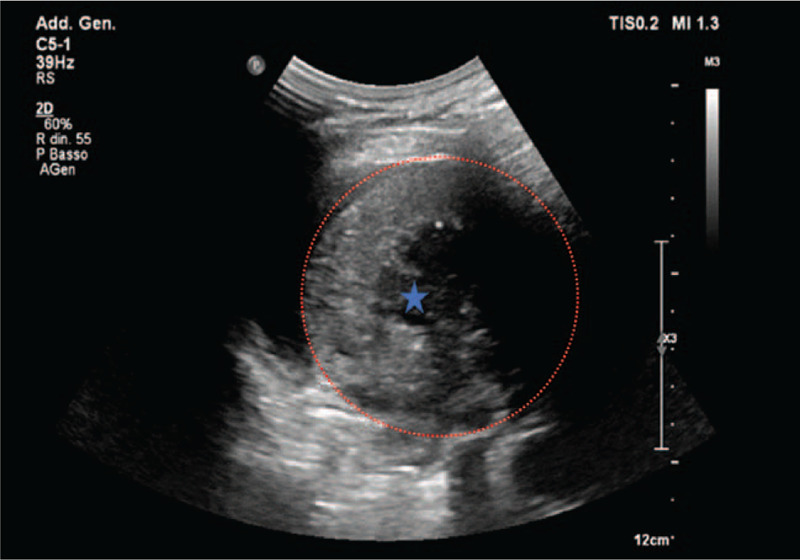 Add. Gen.
C5-1
39Hz
RS
2D
60%
R din. 55
P Basso
AGen
P
TIS0.2 MI 1.3
M3
X3
12cm